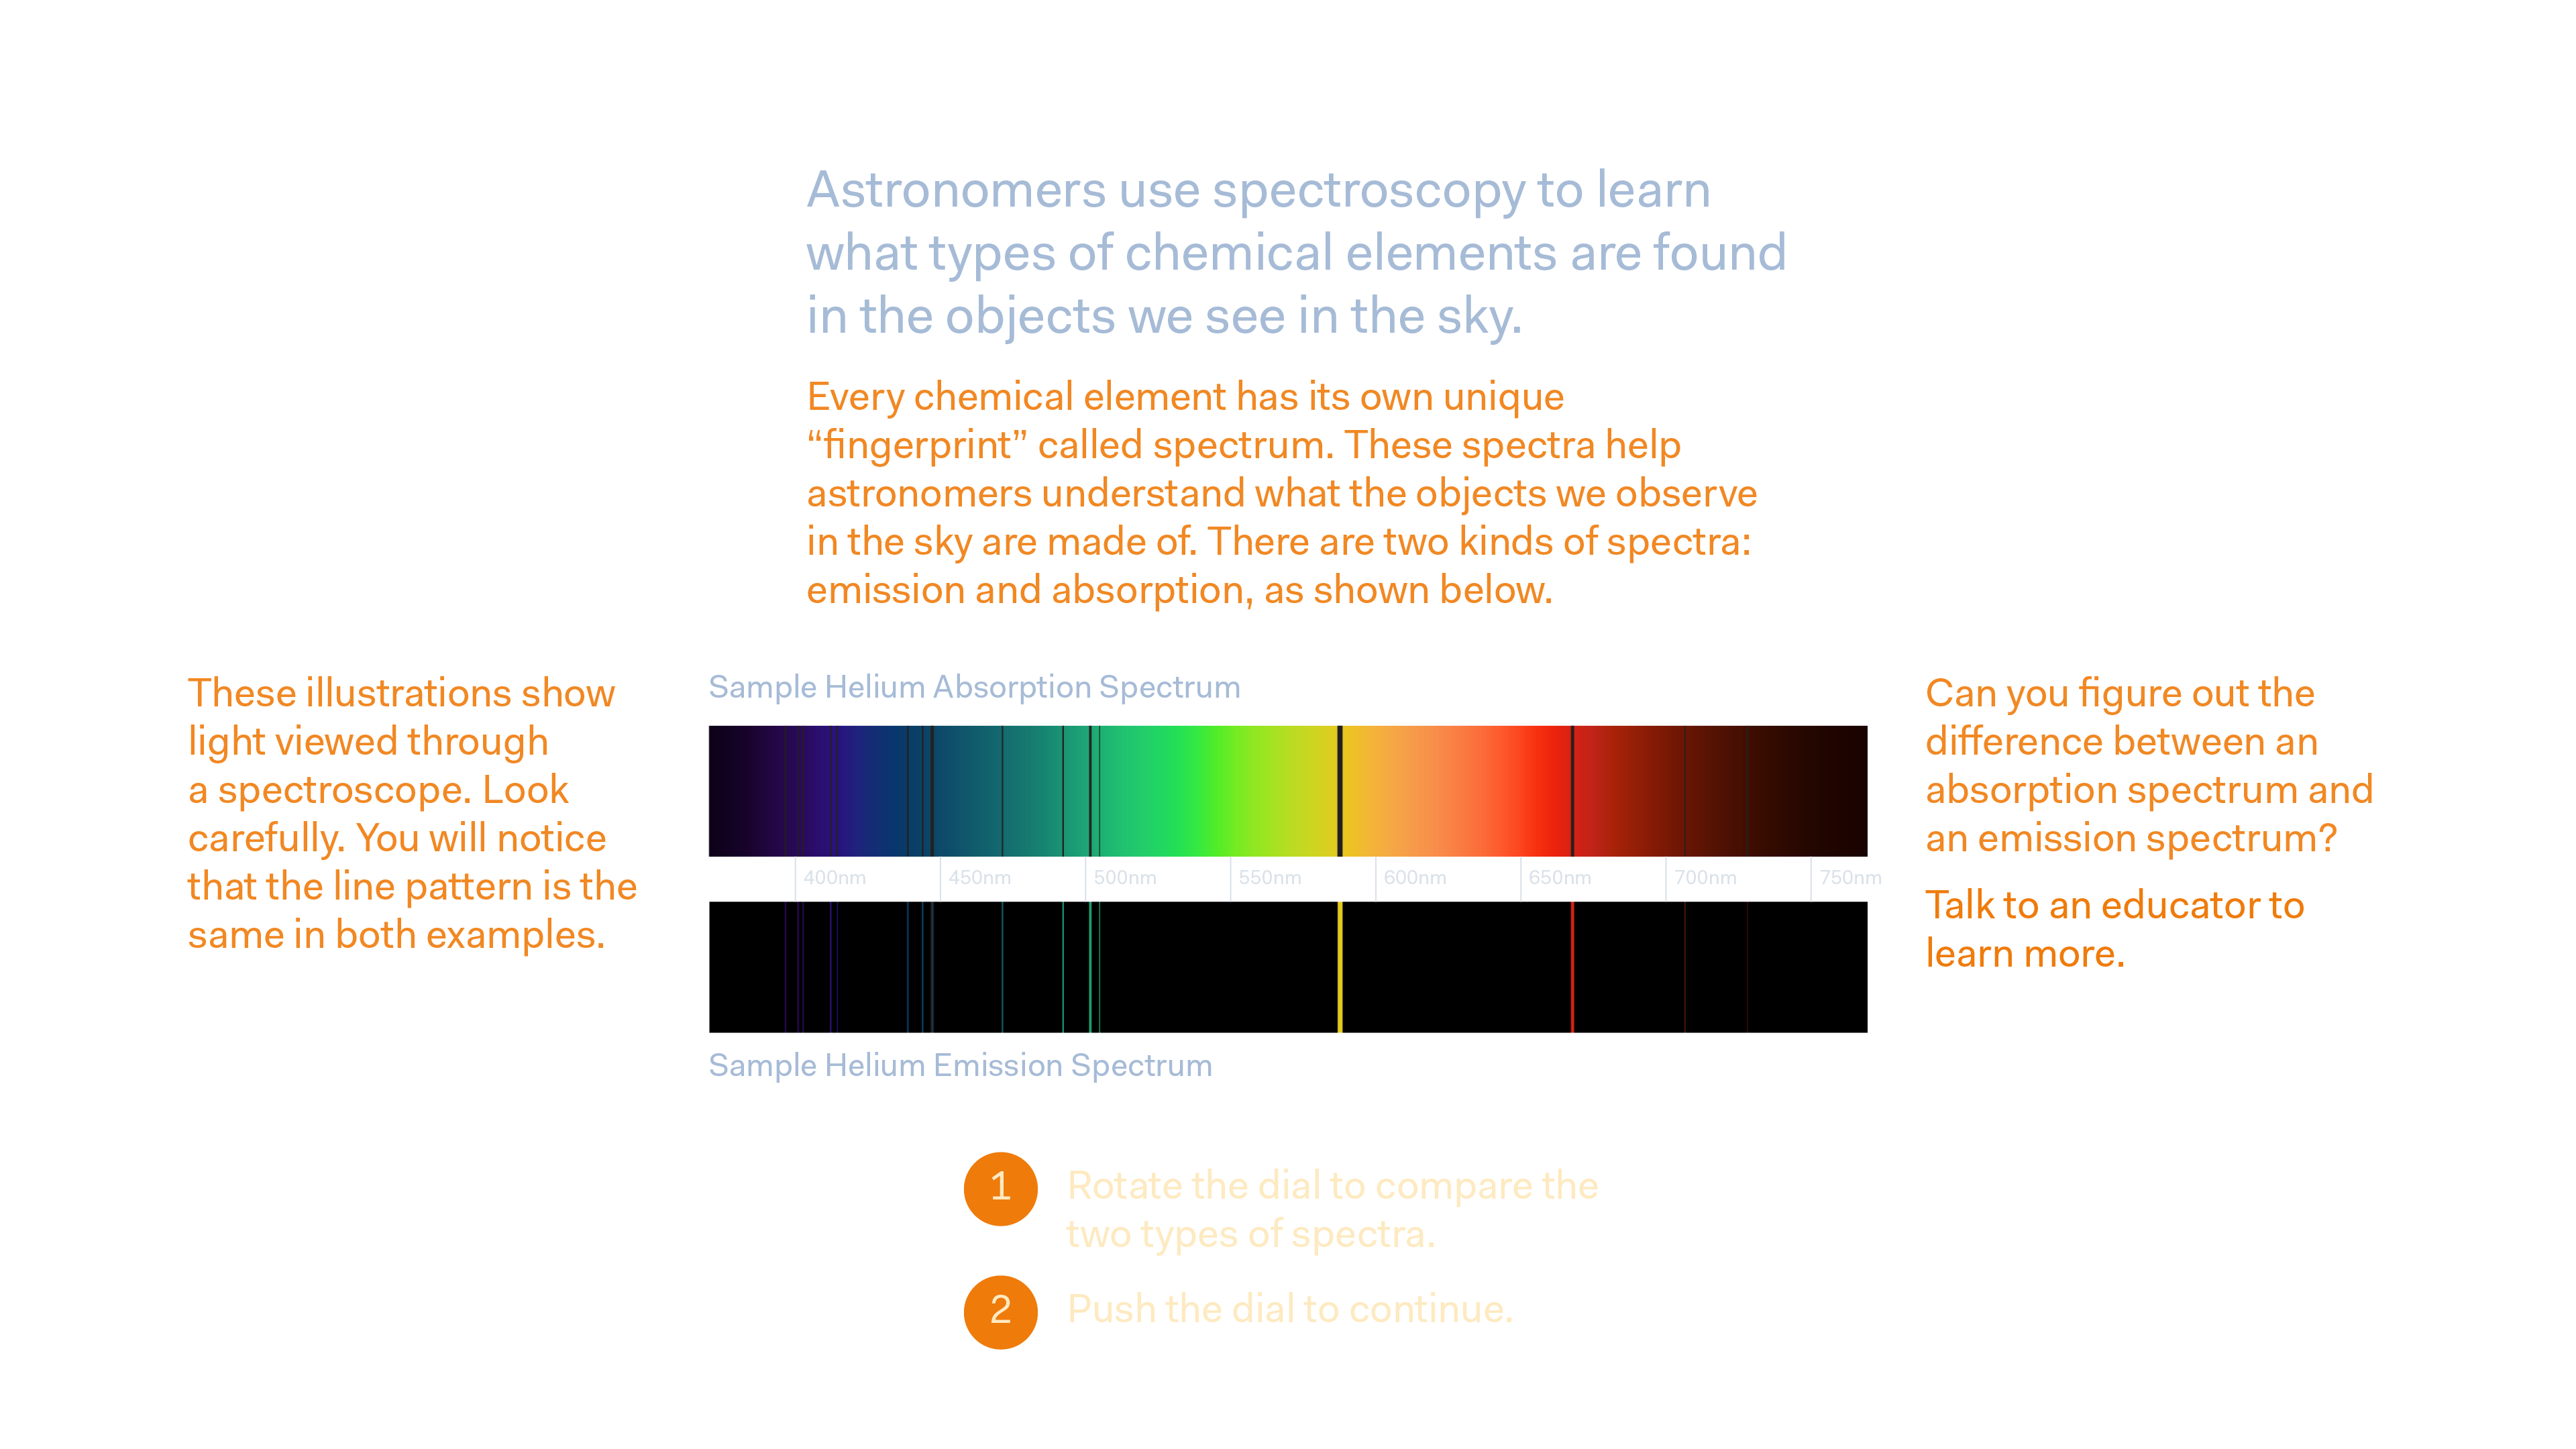 Astronomers use spectroscopy to learn
what types of chemical elements are found
in the objects we see in the sky.
Every chemical element has its own unique
“fingerprint” called spectrum. These spectra help
astronomers understand what the objects we observe
in the sky are made of. There are two kinds of spectra:
emission and absorption, as shown below.
These illustrations show
light viewed through
a spectroscope. Look
carefully. You will notice
that the line pattern is the
same in both examples.
Sample Helium Absorption Spectrum
400nm 450nm 500nm 550nm 600nm 650nm 700nm 750nm
Sample Helium Emission Spectrum
Can you figure out the
difference between an
absorption spectrum and
an emission spectrum?
Talk to an educator to
learn more.
1 Rotate the dial to compare the
two types of spectra.
2 Push the dial to continue.